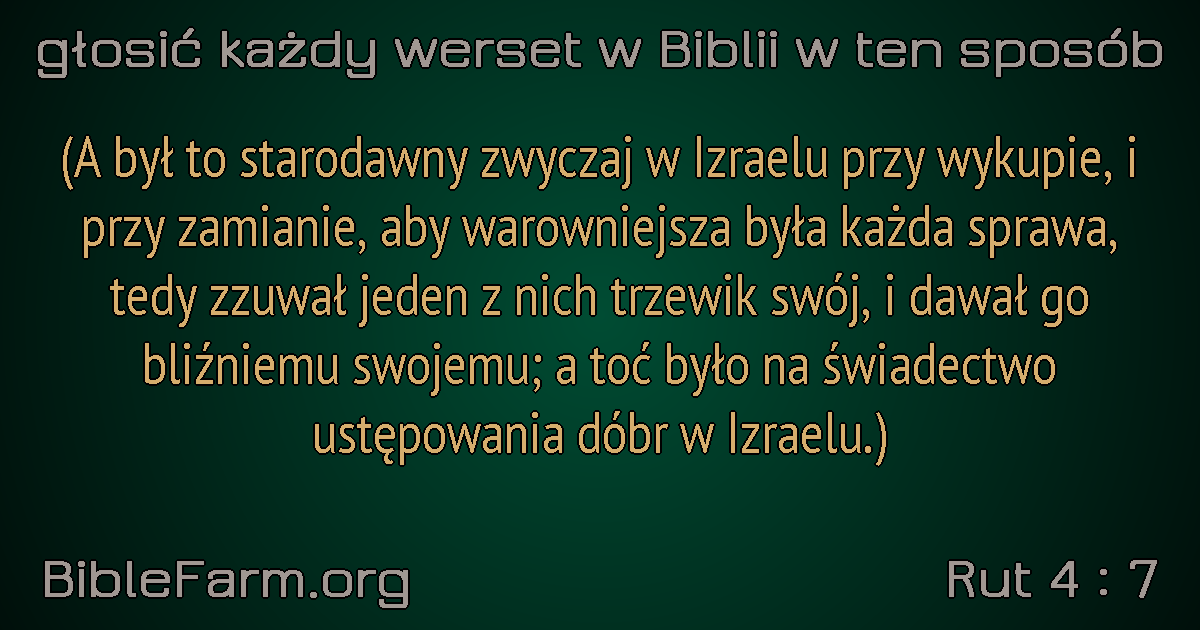 głosić każdy werset w Biblii w ten sposób
(A był to starodawny zwyczaj w Izraelu przy wykupie, i
przy zamianie, aby warowniejsza była każda sprawa,
tedy zzuwał jeden z nich trzewik swój, i dawał go
bliźniemu swojemu; a toć było na świadectwo
ustępowania dóbr w Izraelu.)
BibleFarm.org
Rut 4 : 7